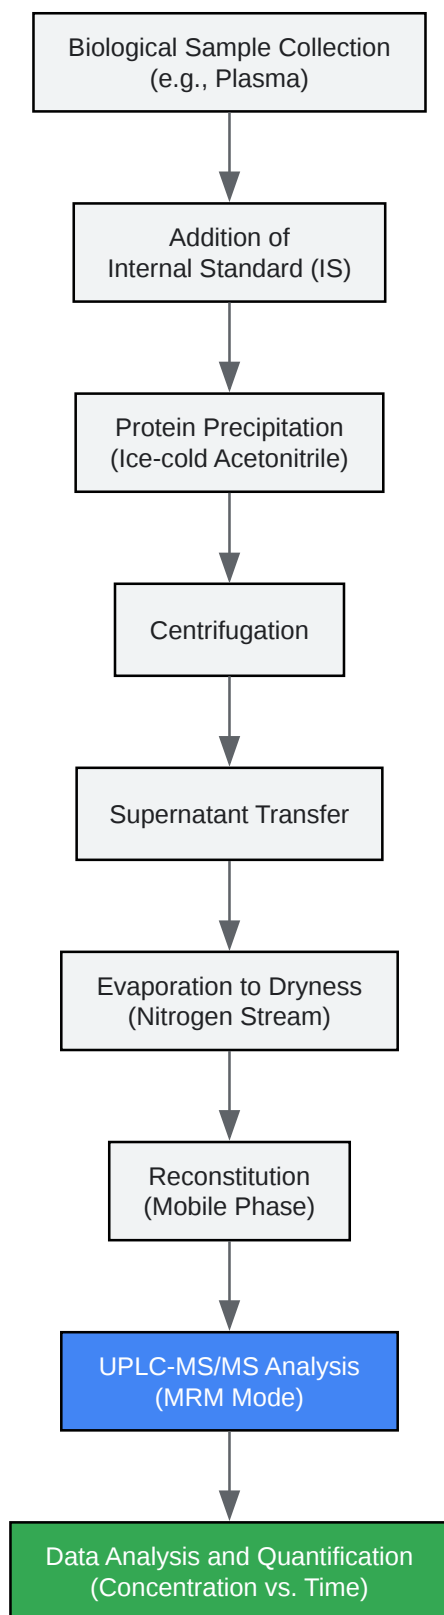 Biological Sample Collection
(e.g., Plasma)
Addition of
Internal Standard (IS)
Protein Precipitation
(Ice-cold Acetonitrile)
Centrifugation
Supernatant Transfer
Evaporation to Dryness
(Nitrogen Stream)
Reconstitution
(Mobile Phase)
UPLC-MS/MS Analysis
(MRM Mode)
Data Analysis and Quantification
(Concentration vs. Time)